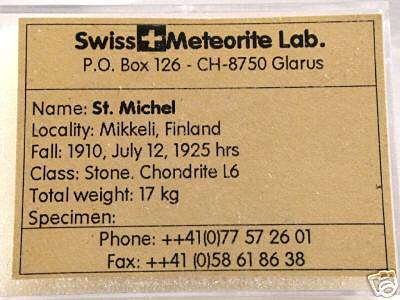 Swiss Meteorite Lab.
P.O. Box 126 - CH-8750 Glarus
Name: St. Michel
Locality: Mikkeli, Finland
Fall: 1910, July 12, 1925 hrs
Class: Stone. Chondrite L6
Total weight: 17 kg
Specimen:
Phone: ++41(0)77 57 26 01
Fax: ++41 (0)58 61 86 38